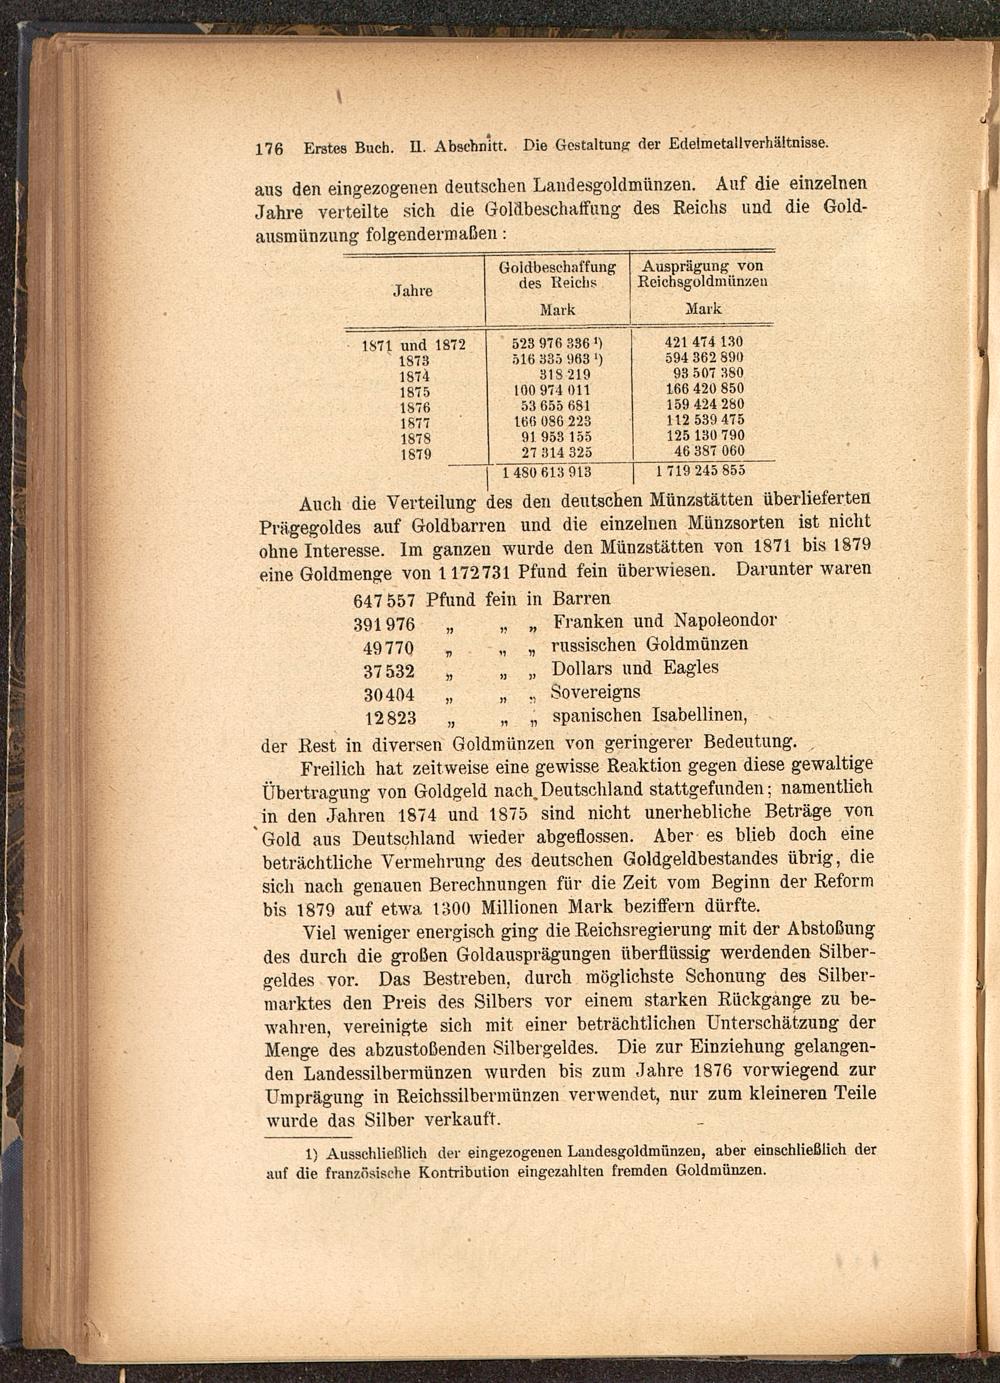 176 Erstes Buch. II. Abschnitt. Die Gestaltung der Edelmetallverhältnisse.
aus den eingezogenen deutschen Landesgoldmünzen. Auf die einzelnen
Jahre verteilte sich die Goldbeschaffung des Reichs und die Gold-
ausmünzung folgendermaßen:
Jahre | Goldbeschaffung des Reichs Mark | Ausprägung von Reichsgoldmünzen Mark
1871 und 1872 | 523 976 336 ¹) | 421 474 130
1873 | 516 335 963 ¹) | 594 362 890
1874 | 318 219 | 93 507 380
1875 | 100 974 011 | 166 420 850
1876 | 53 655 681 | 159 424 280
1877 | 166 086 223 | 112 539 475
1878 | 91 953 155 | 125 130 790
1879 | 27 314 325 | 46 387 060
1 480 613 913 | 1 719 245 855
Auch die Verteilung des den deutschen Münzstätten überlieferten
Prägegoldes auf Goldbarren und die einzelnen Münzsorten ist nicht
ohne Interesse. Im ganzen wurde den Münzstätten von 1871 bis 1879
eine Goldmenge von 1 172 731 Pfund fein überwiesen. Darunter waren
647 557 Pfund fein in Barren
391 976 „ „ „ Franken und Napoleondor
49 770 „ „ „ russischen Goldmünzen
37 532 „ „ „ Dollars und Eagles
30 404 „ „ „ Sovereigns
12 823 „ „ „ spanischen Isabellinen,
der Rest in diversen Goldmünzen von geringerer Bedeutung.
Freilich hat zeitweise eine gewisse Reaktion gegen diese gewaltige
Übertragung von Goldgeld nach Deutschland stattgefunden; namentlich
in den Jahren 1874 und 1875 sind nicht unerhebliche Beträge von
Gold aus Deutschland wieder abgeflossen. Aber es blieb doch eine
beträchtliche Vermehrung des deutschen Goldgeldbestandes übrig, die
sich nach genauen Berechnungen für die Zeit vom Beginn der Reform
bis 1879 auf etwa 1300 Millionen Mark beziffern dürfte.
Viel weniger energisch ging die Reichsregierung mit der Abstoßung
des durch die großen Goldausprägungen überflüssig werdenden Silber-
geldes vor. Das Bestreben, durch möglichste Schonung des Silber-
marktes den Preis des Silbers vor einem starken Rückgange zu be-
wahren, vereinigte sich mit einer beträchtlichen Unterschätzung der
Menge des abzustoßenden Silbergeldes. Die zur Einziehung gelangen-
den Landessilbermünzen wurden bis zum Jahre 1876 vorwiegend zur
Umprägung in Reichssilbermünzen verwendet, nur zum kleineren Teile
wurde das Silber verkauft.
1) Ausschließlich der eingezogenen Landesgoldmünzen, aber einschließlich der
auf die französische Kontribution eingezahlten fremden Goldmünzen.